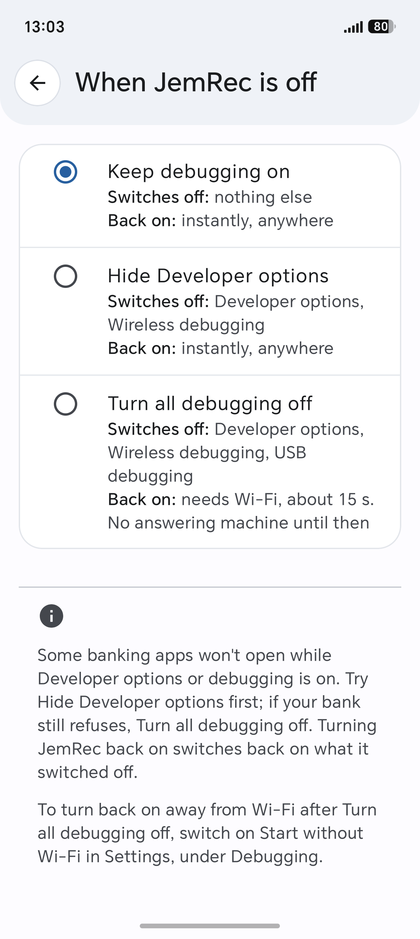 13:03
80
When JemRec is off
Keep debugging on
Switches off: nothing else
Back on: instantly, anywhere
Hide Developer options
Switches off: Developer options,
Wireless debugging
Back on: instantly, anywhere
Turn all debugging off
Switches off: Developer options,
Wireless debugging, USB
debugging
Back on: needs Wi-Fi, about 15 s.
No answering machine until then
Some banking apps won't open while
Developer options or debugging is on. Try
Hide Developer options first; if your bank
still refuses, Turn all debugging off. Turning
JemRec back on switches back on what it
switched off.
To turn back on away from Wi-Fi after Turn
all debugging off, switch on Start without
Wi-Fi in Settings, under Debugging.